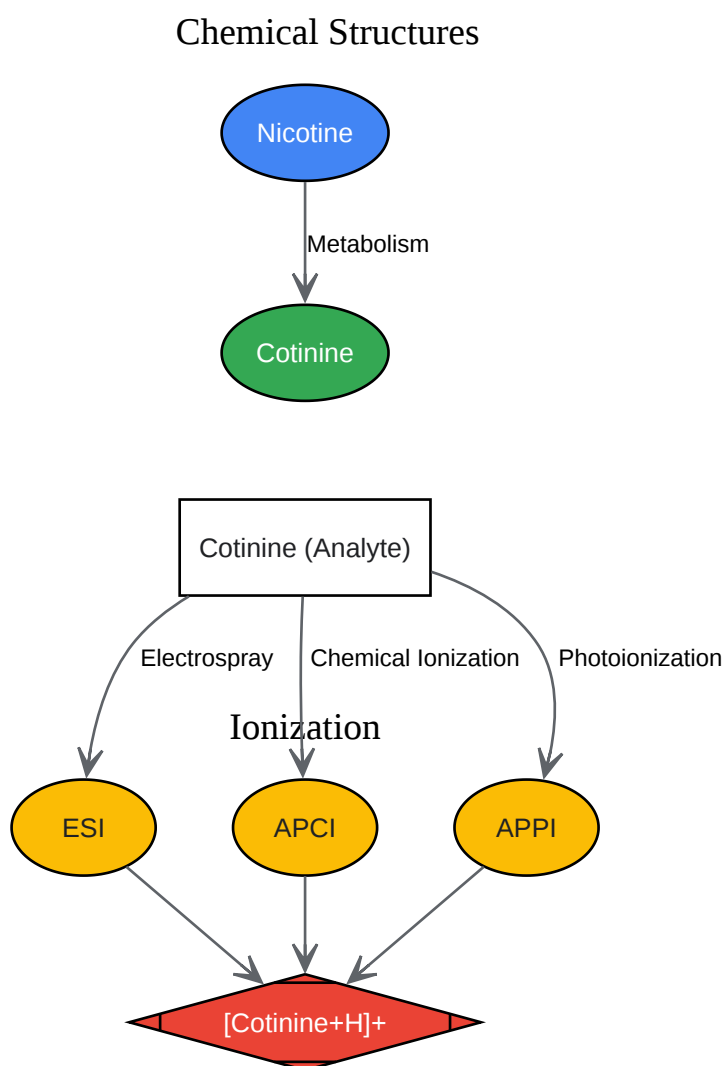 Chemical Structures
Nicotine
Metabolism
Cotinine
Cotinine (Analyte)
Electrospray
Chemical Ionization
Photoionization
Ionization
ESI
APCI
APPI
[Cotinine+H]+